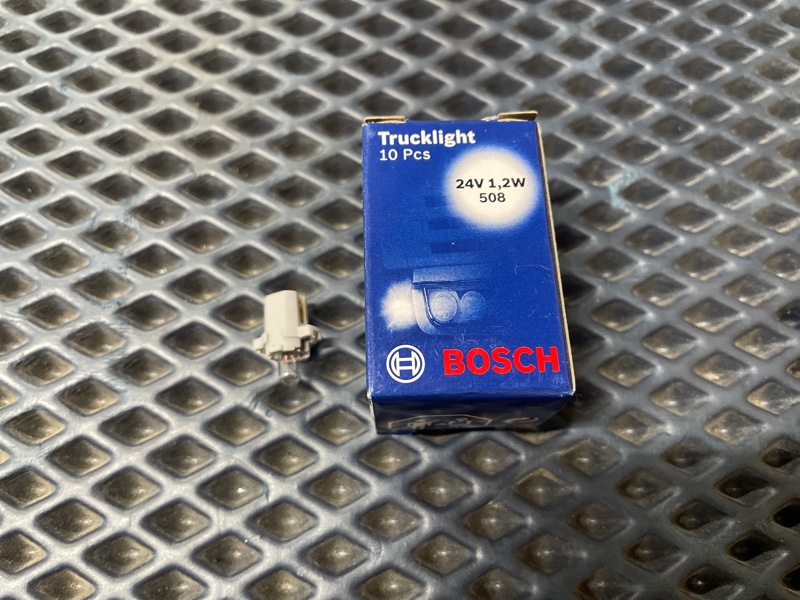 Trucklight
10 Pcs
24V 1,2W
508
BOSCH